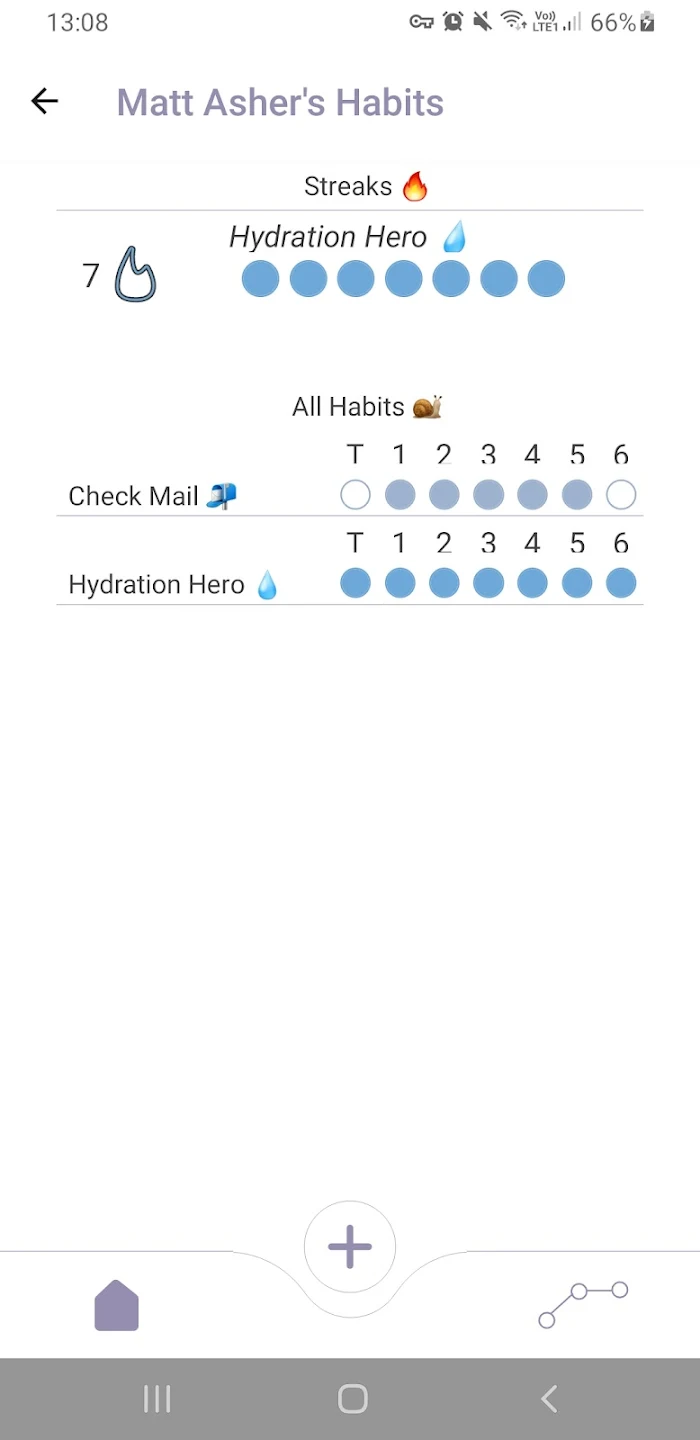 13:08 Vo)) LTE1 66%
Matt Asher's Habits
Streaks 🔥
Hydration Hero 💧
7
All Habits 🐌
T 1 2 3 4 5 6
Check Mail 📬
T 1 2 3 4 5 6
Hydration Hero 💧